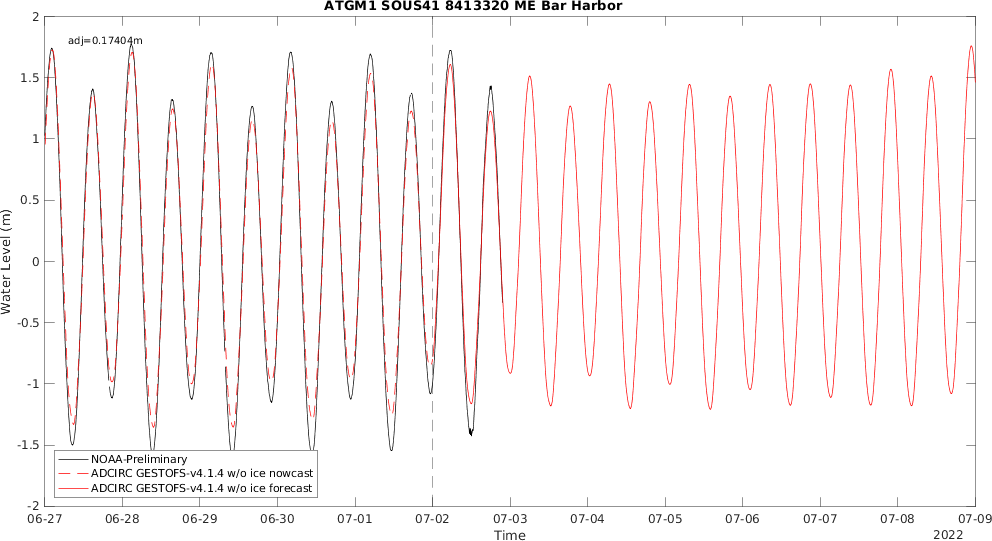 ATGM1 SOUS41 8413320 ME Bar Harbor
2
adj=0.17404m
1.5
1
0.5
0
-0.5
-1
-1.5
-2
Water Level (m)
NOAA-Preliminary
ADCIRC GESTOFS-v4.1.4 w/o ice nowcast
ADCIRC GESTOFS-v4.1.4 w/o ice forecast
06-27 06-28 06-29 06-30 07-01 07-02 07-03 07-04 07-05 07-06 07-07 07-08 07-09
Time
2022